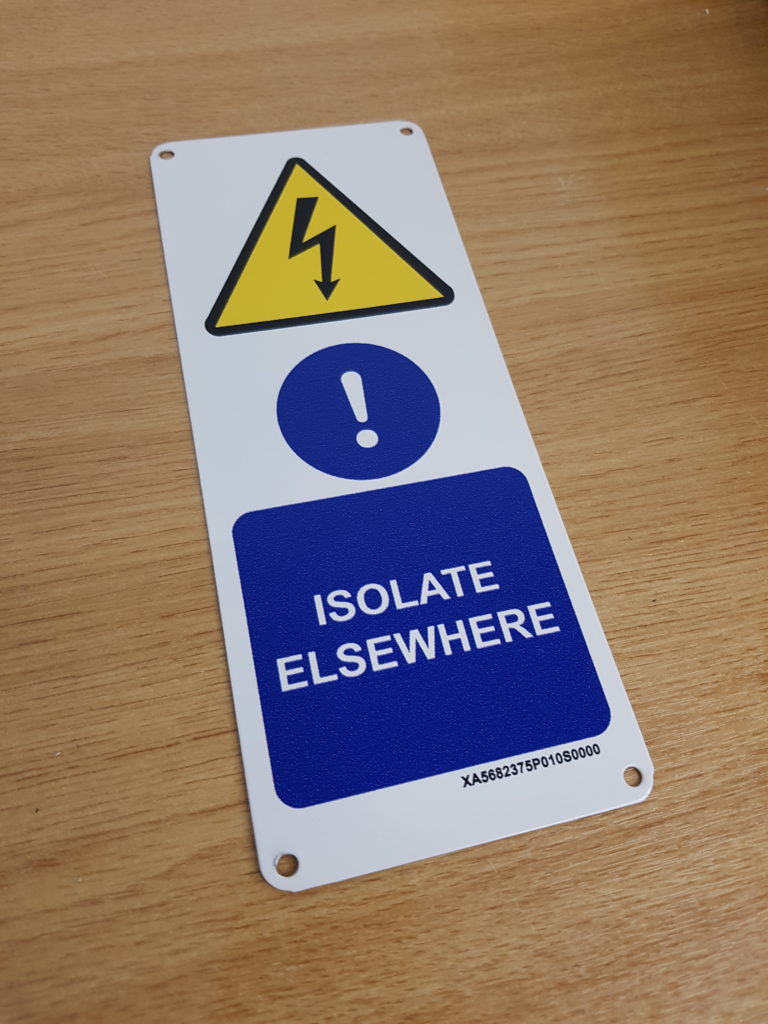 !
ISOLATE
ELSEWHERE
XA5682375P010S0000